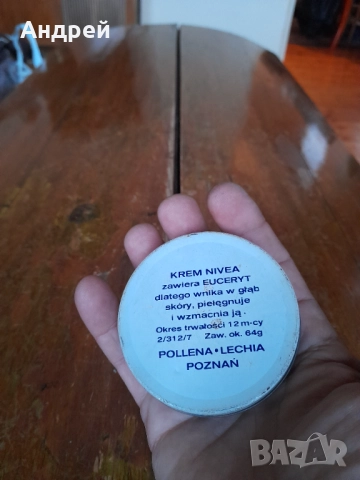 Андрей
KREM NIVEA
zawiera EUCERYT
dlatego wnika w głąb
skóry, pielęgnuje
i wzmacnia ją.
Okres trwałości 12 m-cy
2/312/7 Zaw. ok. 64g
POLLENA • LECHIA
POZNAŃ
BAZAR